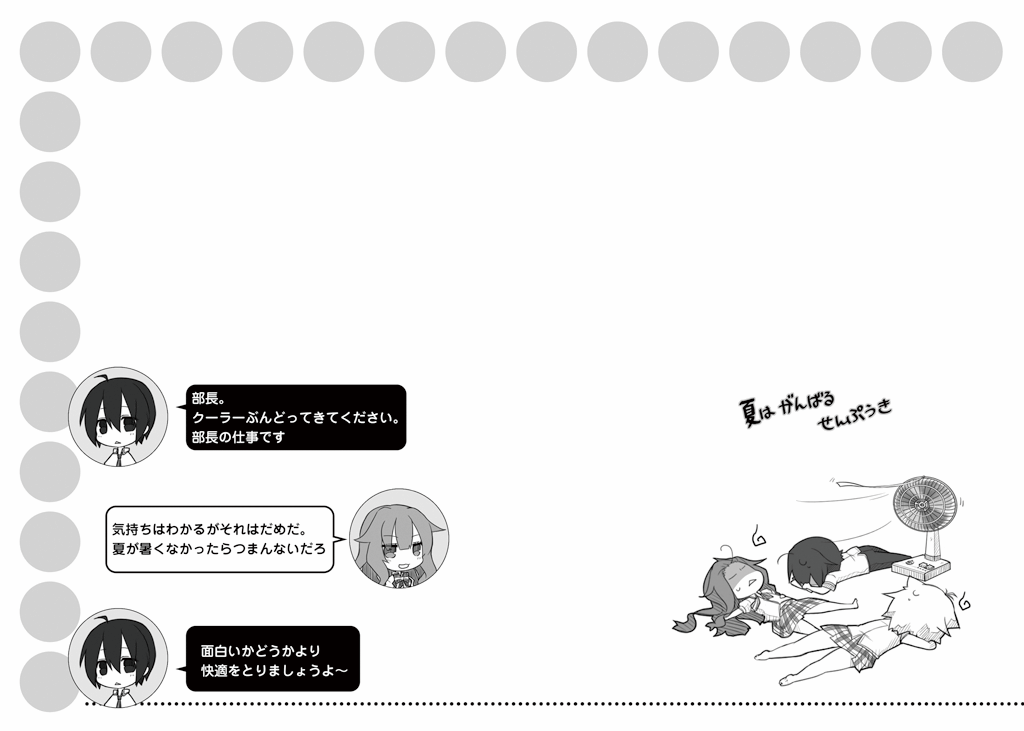 部長。
クーラーぶんどってきてください。
部長の仕事です
気持ちはわかるがそれはだめだ。
夏が暑くなかったらつまんないだろ
面白いかどうかより
快適をとりましょうよ～
夏は がんばる
せんぷうき